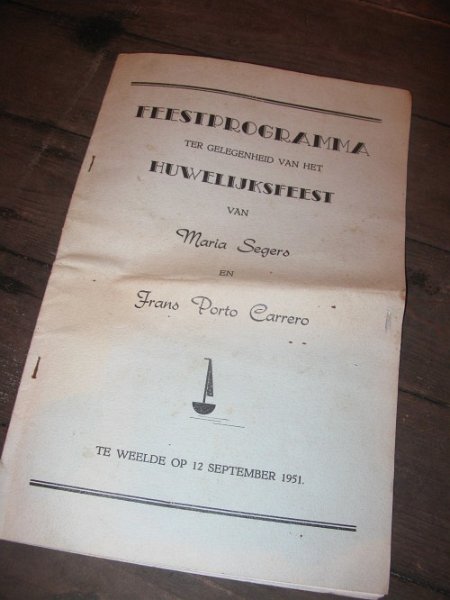 FEESTPROGRAMMA
TER GELEGENHEID VAN HET
HUWELIJKSFEEST
VAN
Maria Segers
EN
Frans Porto Carrero
TE WEELDE OP 12 SEPTEMBER 1951.